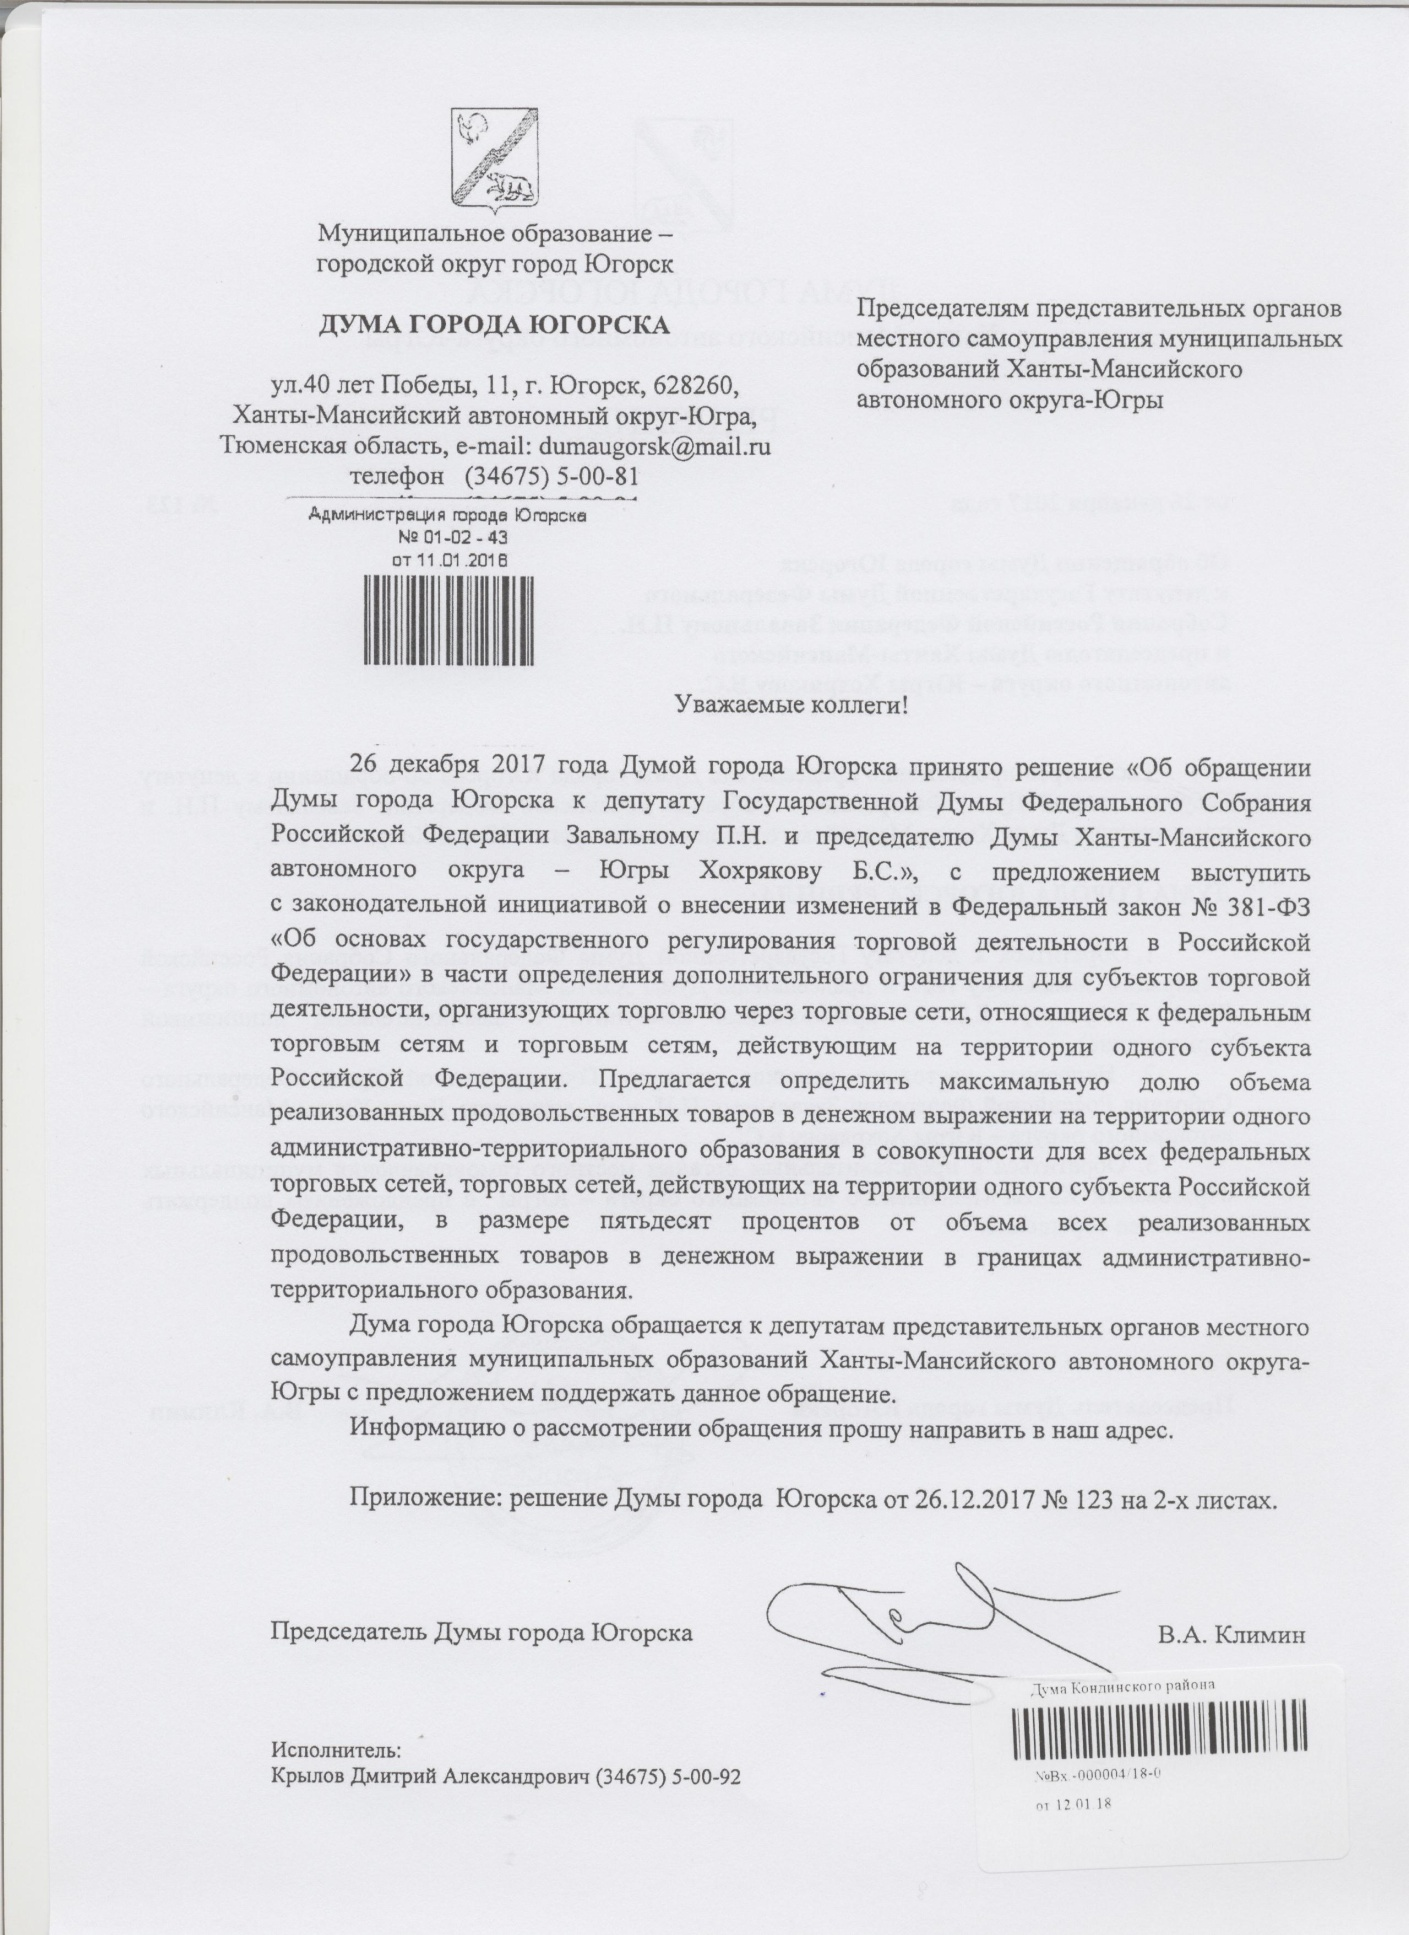 Муниципальное образование –
городской округ город Югорск
ДУМА ГОРОДА ЮГОРСКА
ул.40 лет Победы, 11, г. Югорск, 628260,
Ханты-Мансийский автономный округ-Югра,
Тюменская область, e-mail: dumaugorsk@mail.ru
телефон (34675) 5-00-81
Администрация города Югорска
№ 01-02 - 43
от 11.01.2018
Председателям представительных органов
местного самоуправления муниципальных
образований Ханты-Мансийского
автономного округа-Югры
Уважаемые коллеги!
26 декабря 2017 года Думой города Югорска принято решение «Об обращении
Думы города Югорска к депутату Государственной Думы Федерального Собрания
Российской Федерации Завальному П.Н. и председателю Думы Ханты-Мансийского
автономного округа – Югры Хохрякову Б.С.», с предложением выступить
с законодательной инициативой о внесении изменений в Федеральный закон № 381-ФЗ
«Об основах государственного регулирования торговой деятельности в Российской
Федерации» в части определения дополнительного ограничения для субъектов торговой
деятельности, организующих торговлю через торговые сети, относящиеся к федеральным
торговым сетям и торговым сетям, действующим на территории одного субъекта
Российской Федерации. Предлагается определить максимальную долю объема
реализованных продовольственных товаров в денежном выражении на территории одного
административно-территориального образования в совокупности для всех федеральных
торговых сетей, торговых сетей, действующих на территории одного субъекта Российской
Федерации, в размере пятьдесят процентов от объема всех реализованных
продовольственных товаров в денежном выражении в границах административно-
территориального образования.
Дума города Югорска обращается к депутатам представительных органов местного
самоуправления муниципальных образований Ханты-Мансийского автономного округа-
Югры с предложением поддержать данное обращение.
Информацию о рассмотрении обращения прошу направить в наш адрес.
Приложение: решение Думы города Югорска от 26.12.2017 № 123 на 2-х листах.
Председатель Думы города Югорска В.А. Климин
Дума Кондинского района
№Вх.-000004/18-0
от 12.01.18
Исполнитель:
Крылов Дмитрий Александрович (34675) 5-00-92